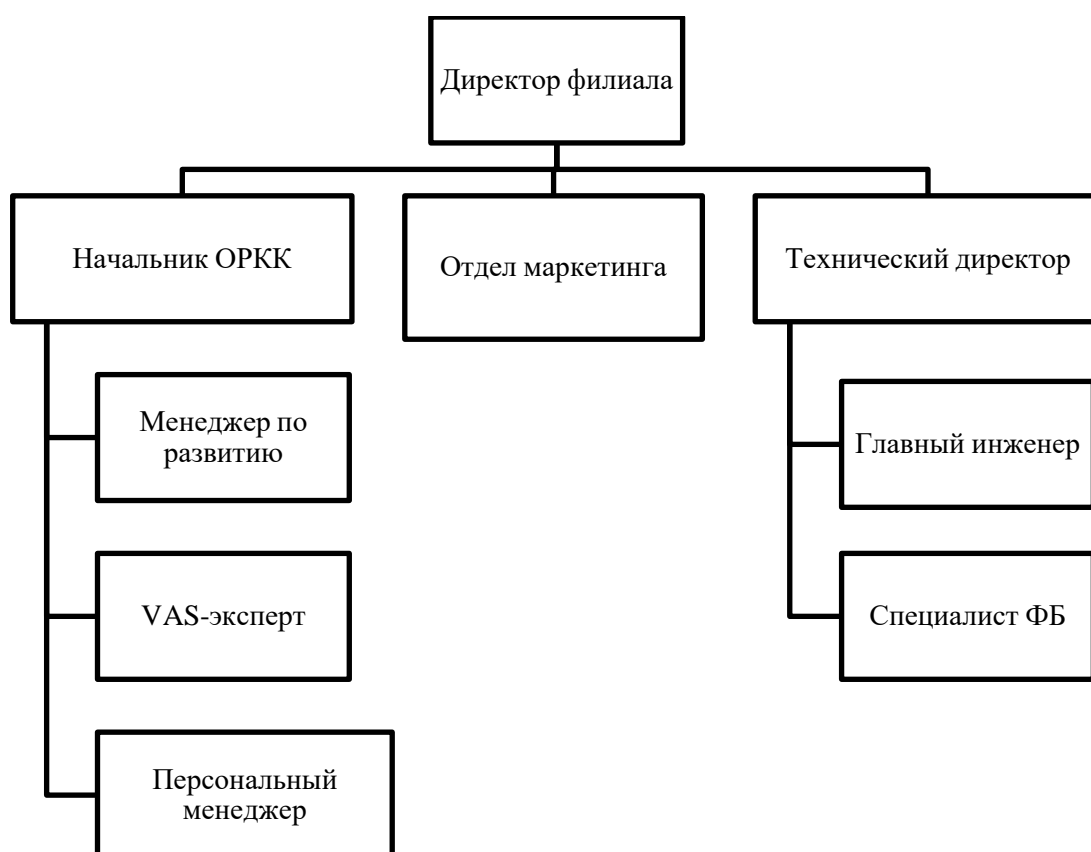 Директор филиала
Начальник ОРКК
Отдел маркетинга
Технический директор
Менеджер по
развитию
Главный инженер
VAS-эксперт
Специалист ФБ
Персональный
менеджер